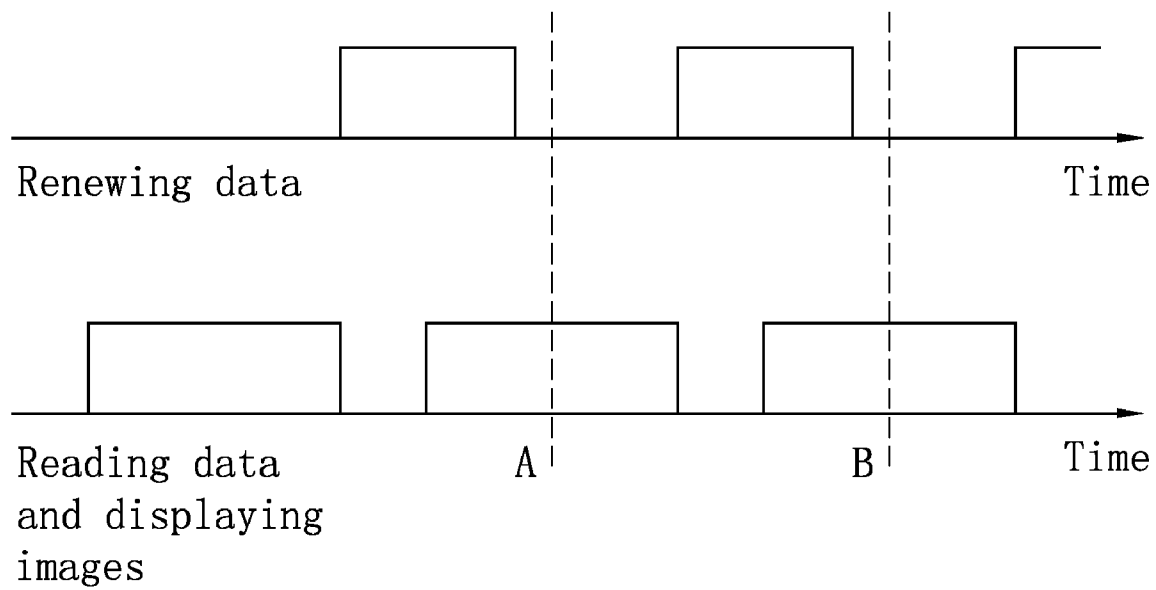 Renewing data
Time
A
B
Time
Reading data
and displaying
images